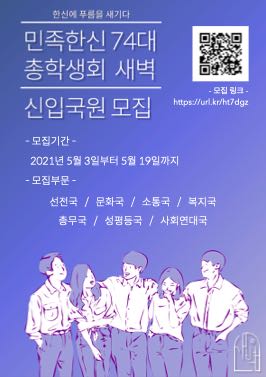 한신에 푸름을 새기다
민족한신 74대
총학생회 새벽
신입국원 모집
- 모집 링크 -
https://url.kr/ht7dgz
- 모집기간 -
2021년 5월 3일부터 5월 19일까지
- 모집부문 -
선전국 / 문화국 / 소통국 / 복지국
총무국 / 성평등국 / 사회연대국